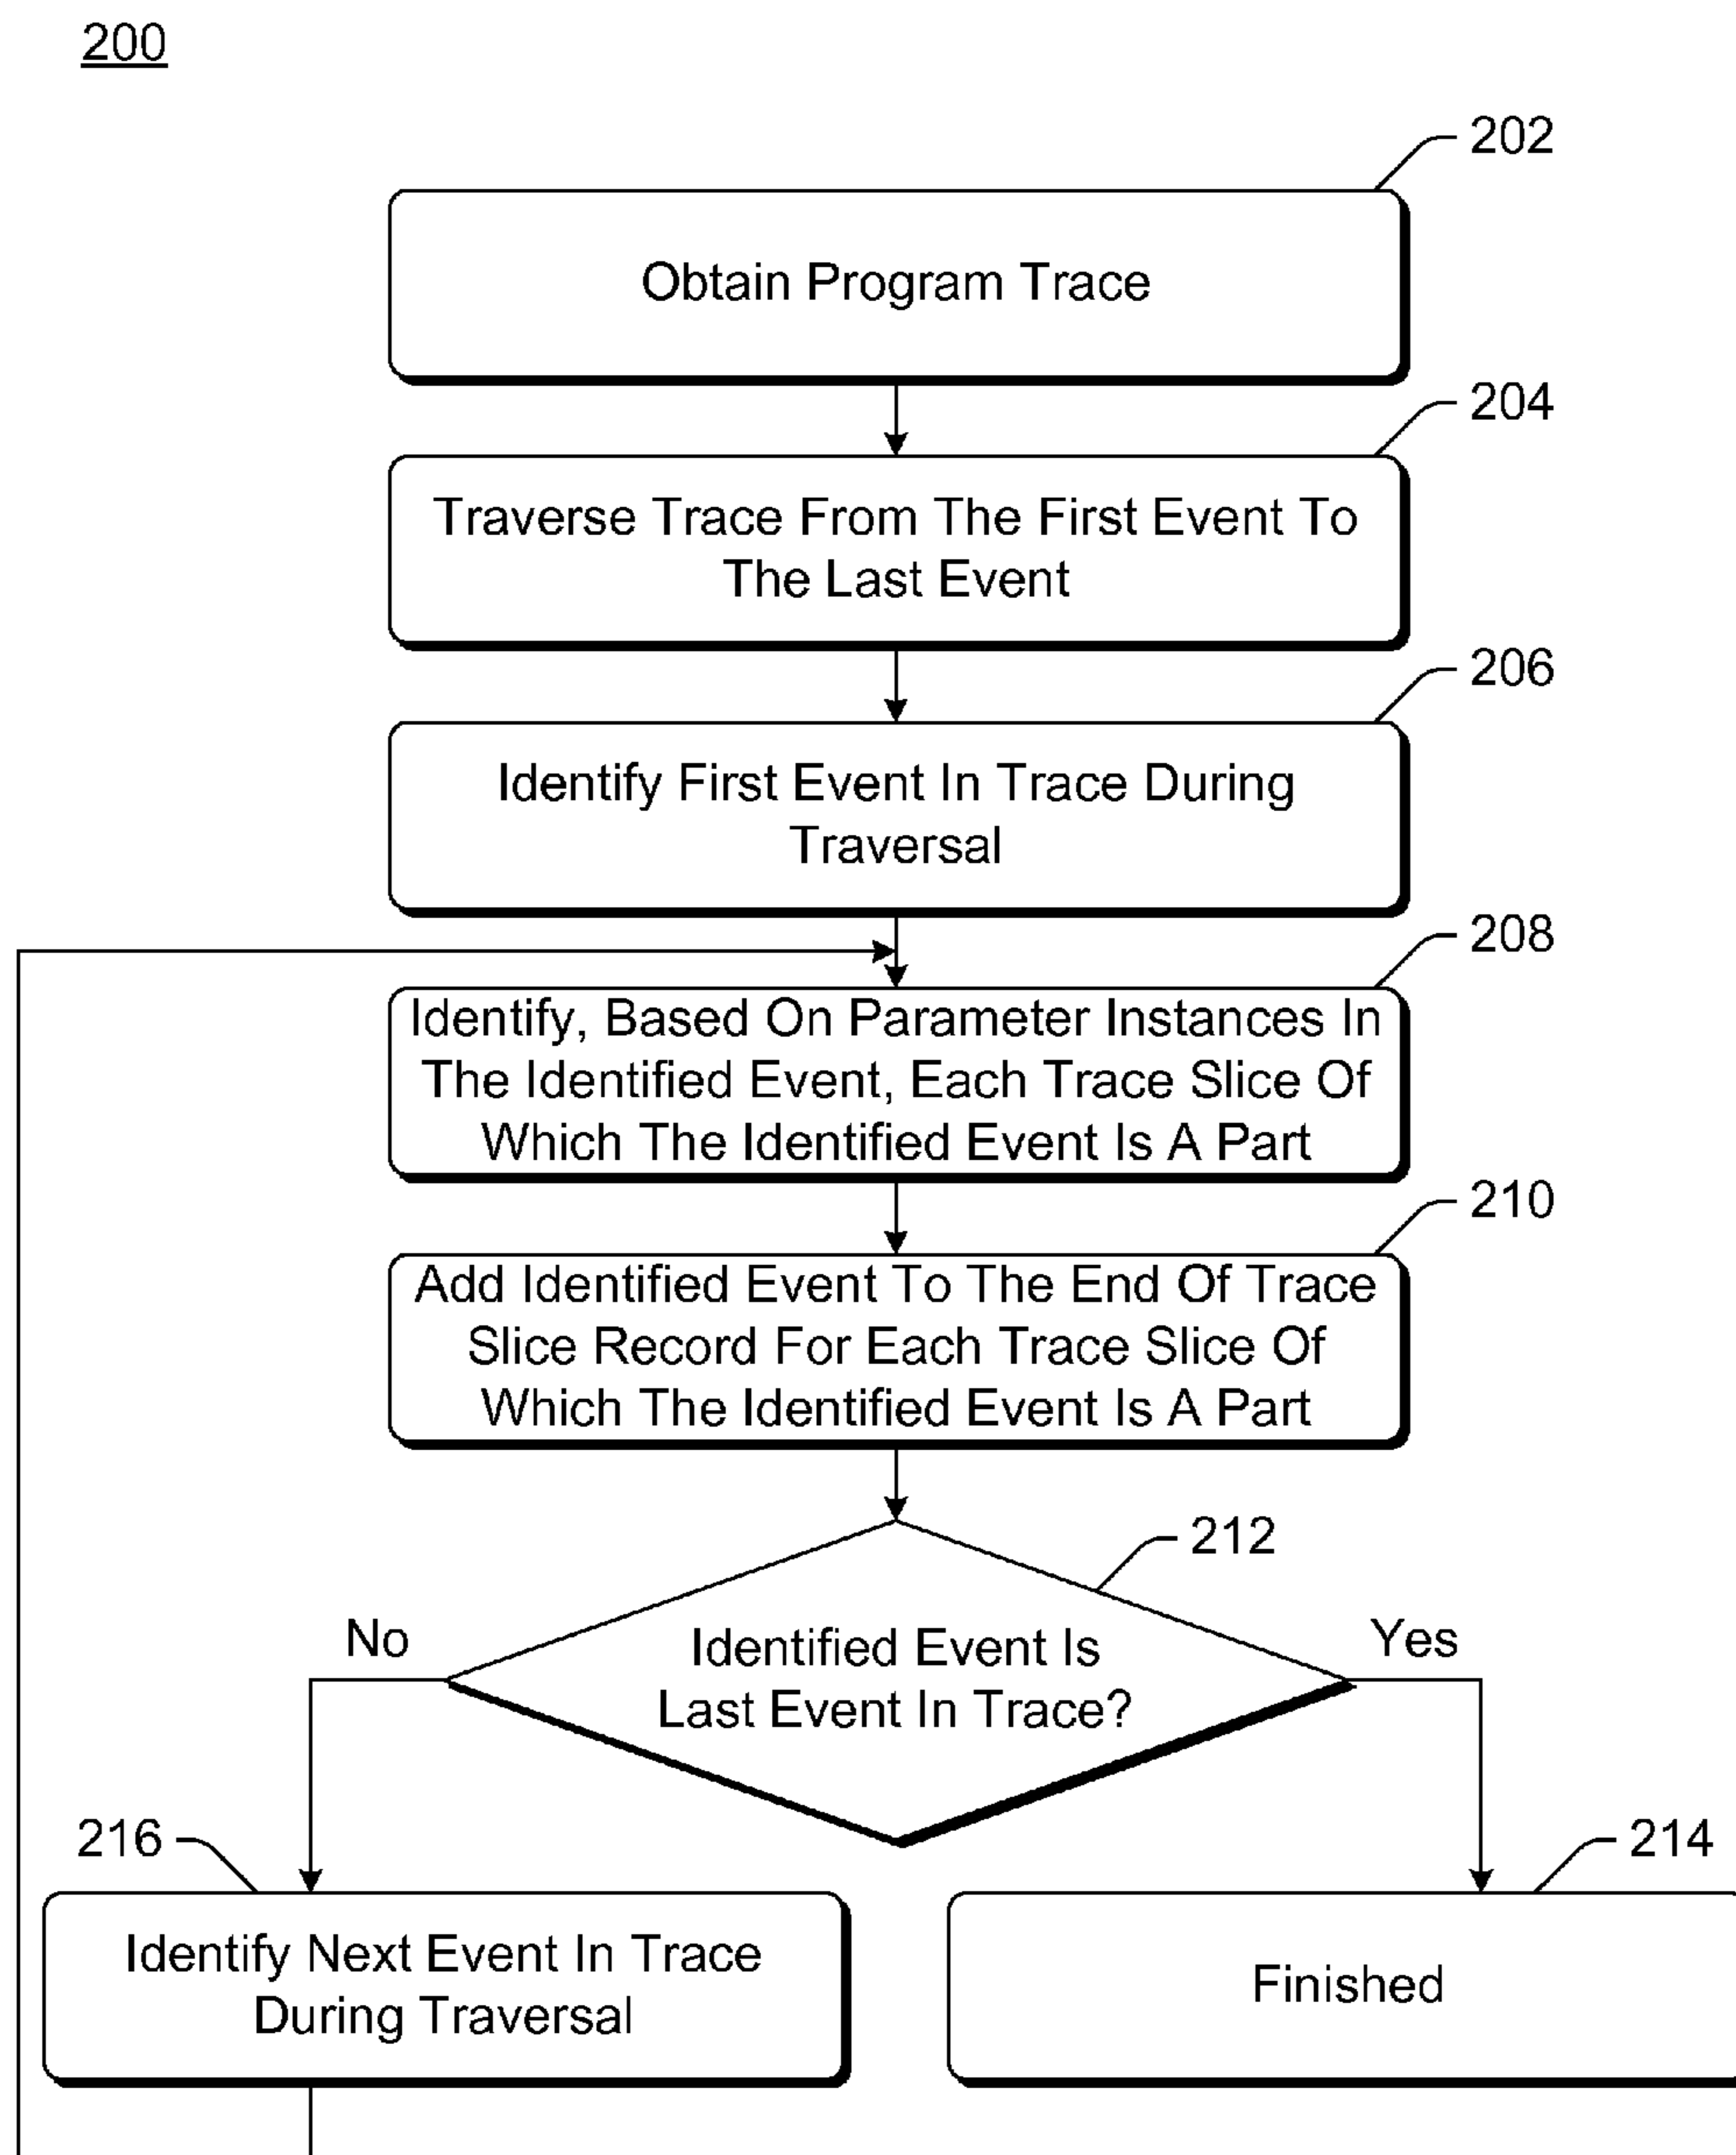 200
202
Obtain Program Trace
204
Traverse Trace From The First Event To
The Last Event
206
Identify First Event In Trace During
Traversal
208
Identify, Based On Parameter Instances In
The Identified Event, Each Trace Slice Of
Which The Identified Event Is A Part
210
Add Identified Event To The End Of Trace
Slice Record For Each Trace Slice Of
Which The Identified Event Is A Part
212
No
Identified Event Is
Last Event In Trace?
Yes
216
214
Identify Next Event In Trace
During Traversal
Finished